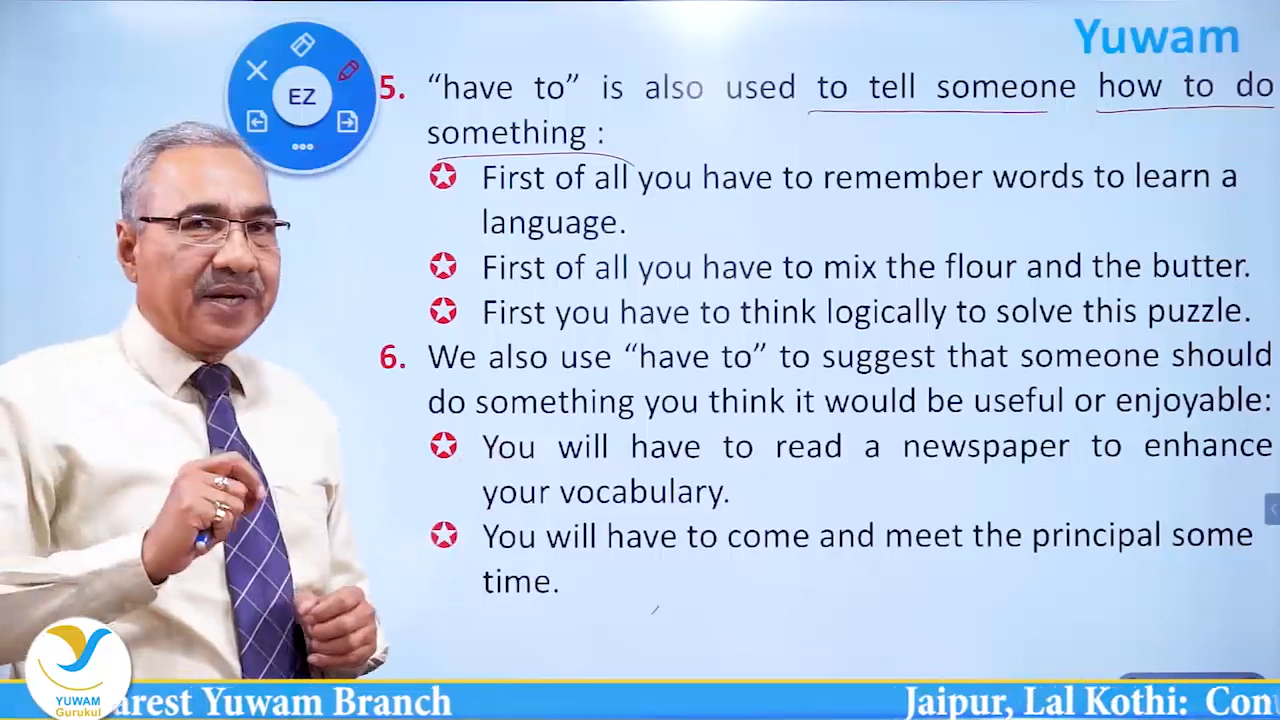 Yuwam
EZ
5. “have to” is also used to tell someone how to do
something :
First of all you have to remember words to learn a
language.
First of all you have to mix the flour and the butter.
First you have to think logically to solve this puzzle.
6. We also use “have to” to suggest that someone should
do something you think it would be useful or enjoyable:
You will have to read a newspaper to enhance
your vocabulary.
You will have to come and meet the principal some
time.
YUWAM
Gurukul
arest Yuwam Branch Jaipur, Lal Kothi: Con